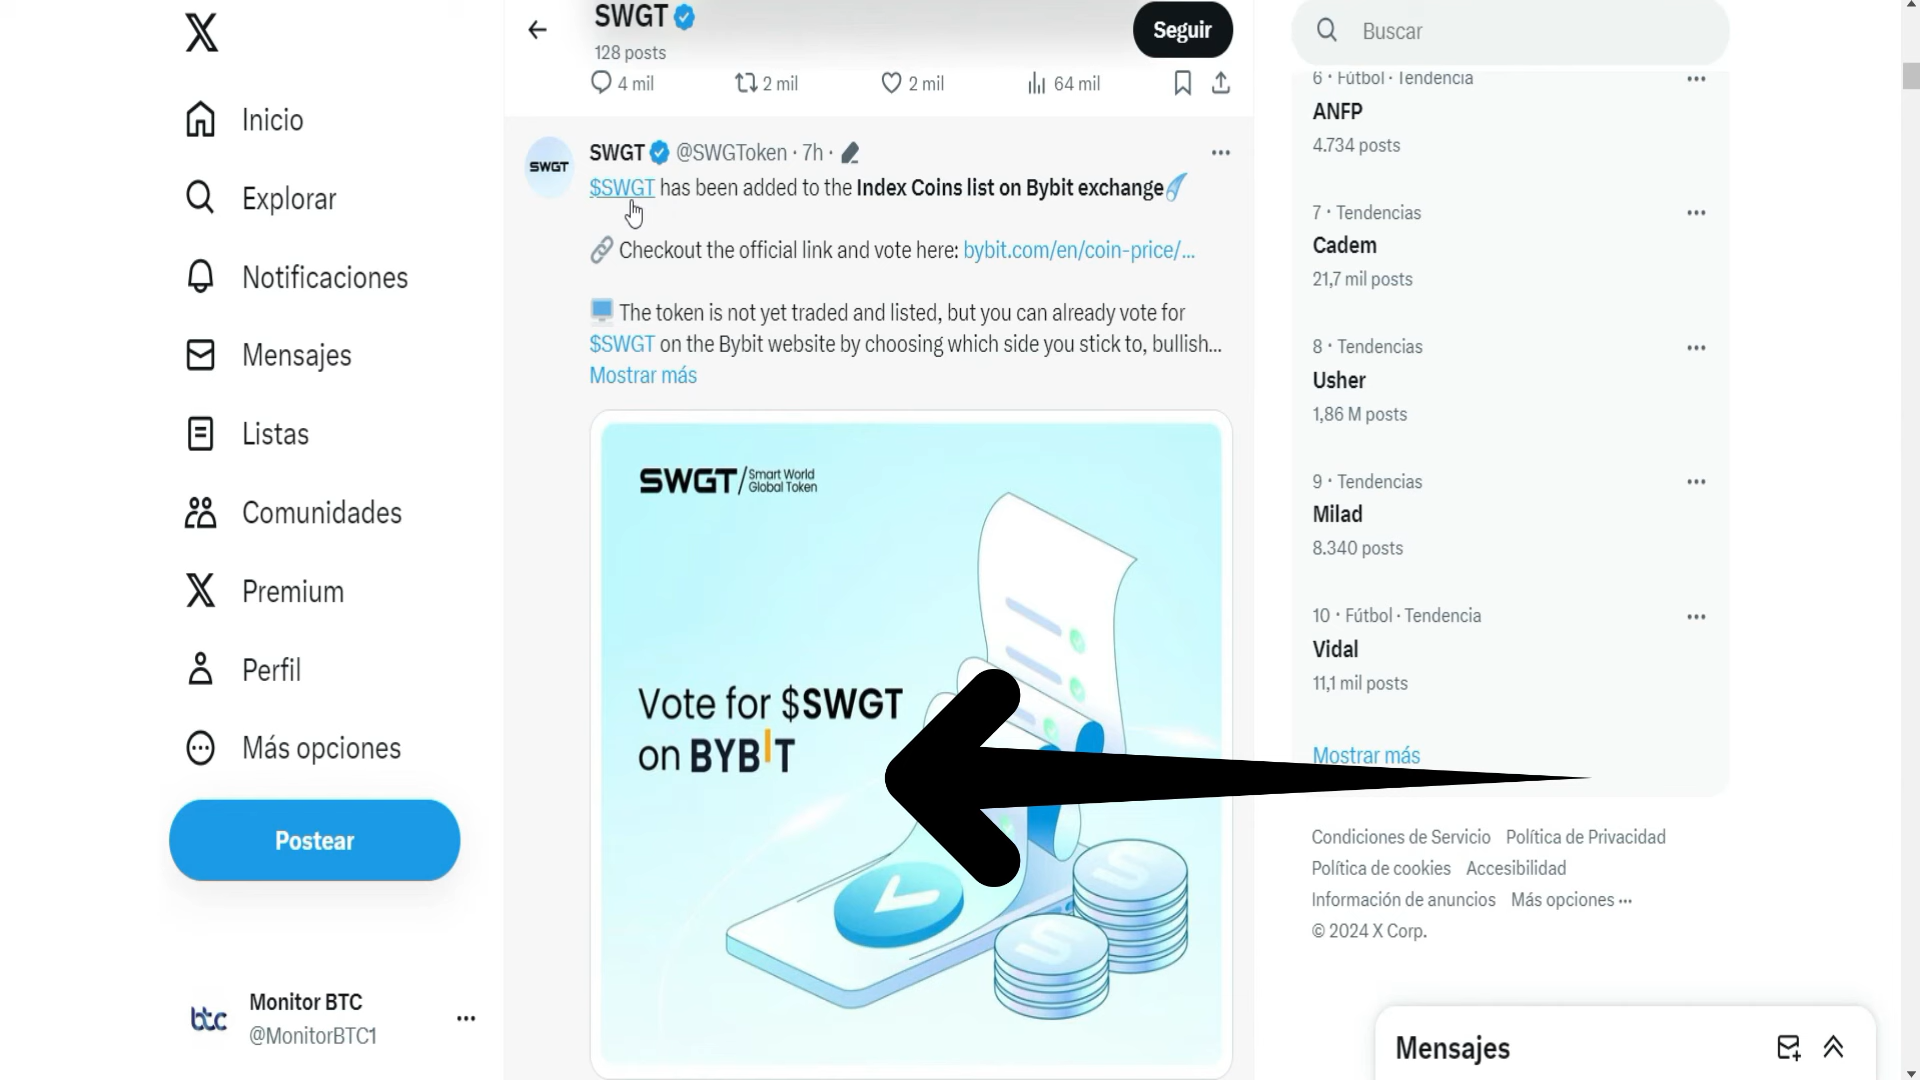 Inicio
Explorar
Notificaciones
Mensajes
Listas
Comunidades
Premium
Perfil
Más opciones
Postear
btc
Monitor BTC
@MonitorBTC1
SWGT
128 posts
Seguir
4 mil
2 mil
2 mil
64 mil
SWGT
SWGT @SWGToken · 7h ·
$SWGT has been added to the Index Coins list on Bybit exchange
Checkout the official link and vote here: bybit.com/en/coin-price/...
The token is not yet traded and listed, but you can already vote for
$SWGT on the Bybit website by choosing which side you stick to, bullish...
Mostrar más
SWGT/Smart World
Global Token
Vote for $SWGT
on BYBIT
Buscar
6 · Fútbol · Tendencia
ANFP
4.734 posts
7 · Tendencias
Cadem
21,7 mil posts
8 · Tendencias
Usher
1,86 M posts
9 · Tendencias
Milad
8.340 posts
10 · Fútbol · Tendencia
Vidal
11,1 mil posts
Mostrar más
Condiciones de Servicio Política de Privacidad
Política de cookies Accesibilidad
Información de anuncios Más opciones ···
© 2024 X Corp.
Mensajes